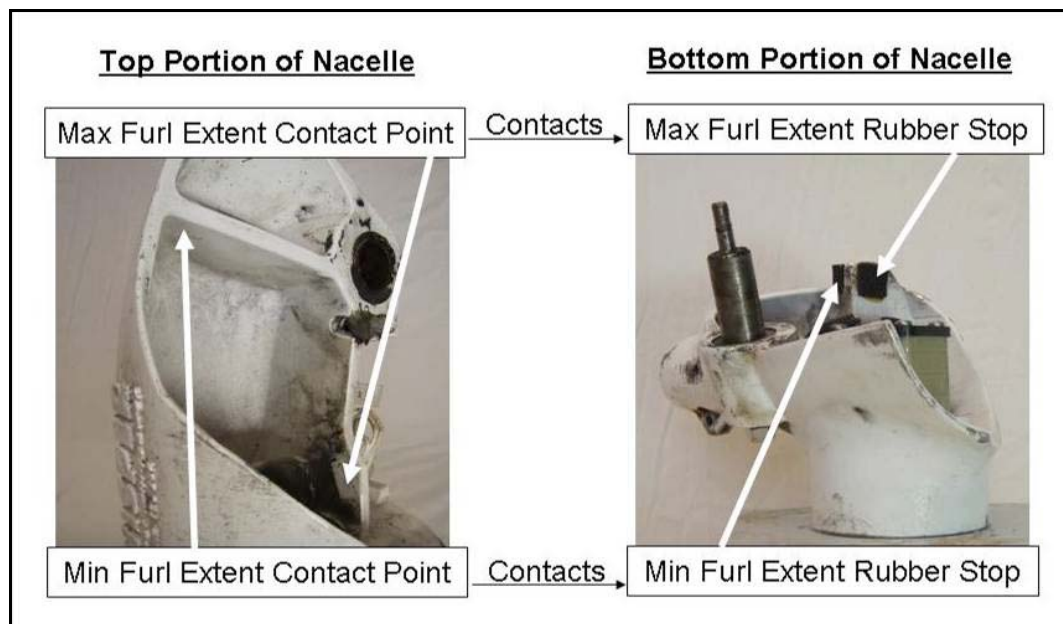 Top Portion of Nacelle
Bottom Portion of Nacelle
Max Furl Extent Contact Point
Contacts
Max Furl Extent Rubber Stop
Min Furl Extent Contact Point
Contacts
Min Furl Extent Rubber Stop